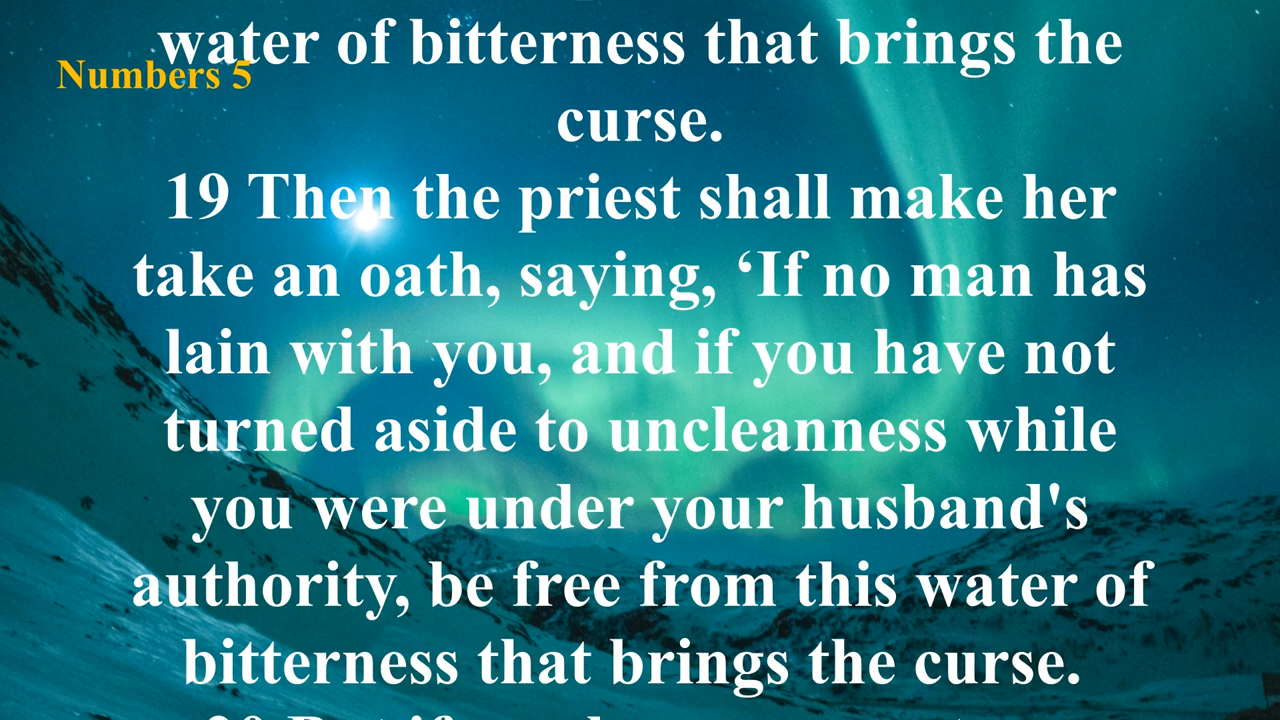 water of bitterness that brings the
Numbers 5
curse.
19 Then the priest shall make her
take an oath, saying, ‘If no man has
lain with you, and if you have not
turned aside to uncleanness while
you were under your husband's
authority, be free from this water of
bitterness that brings the curse.